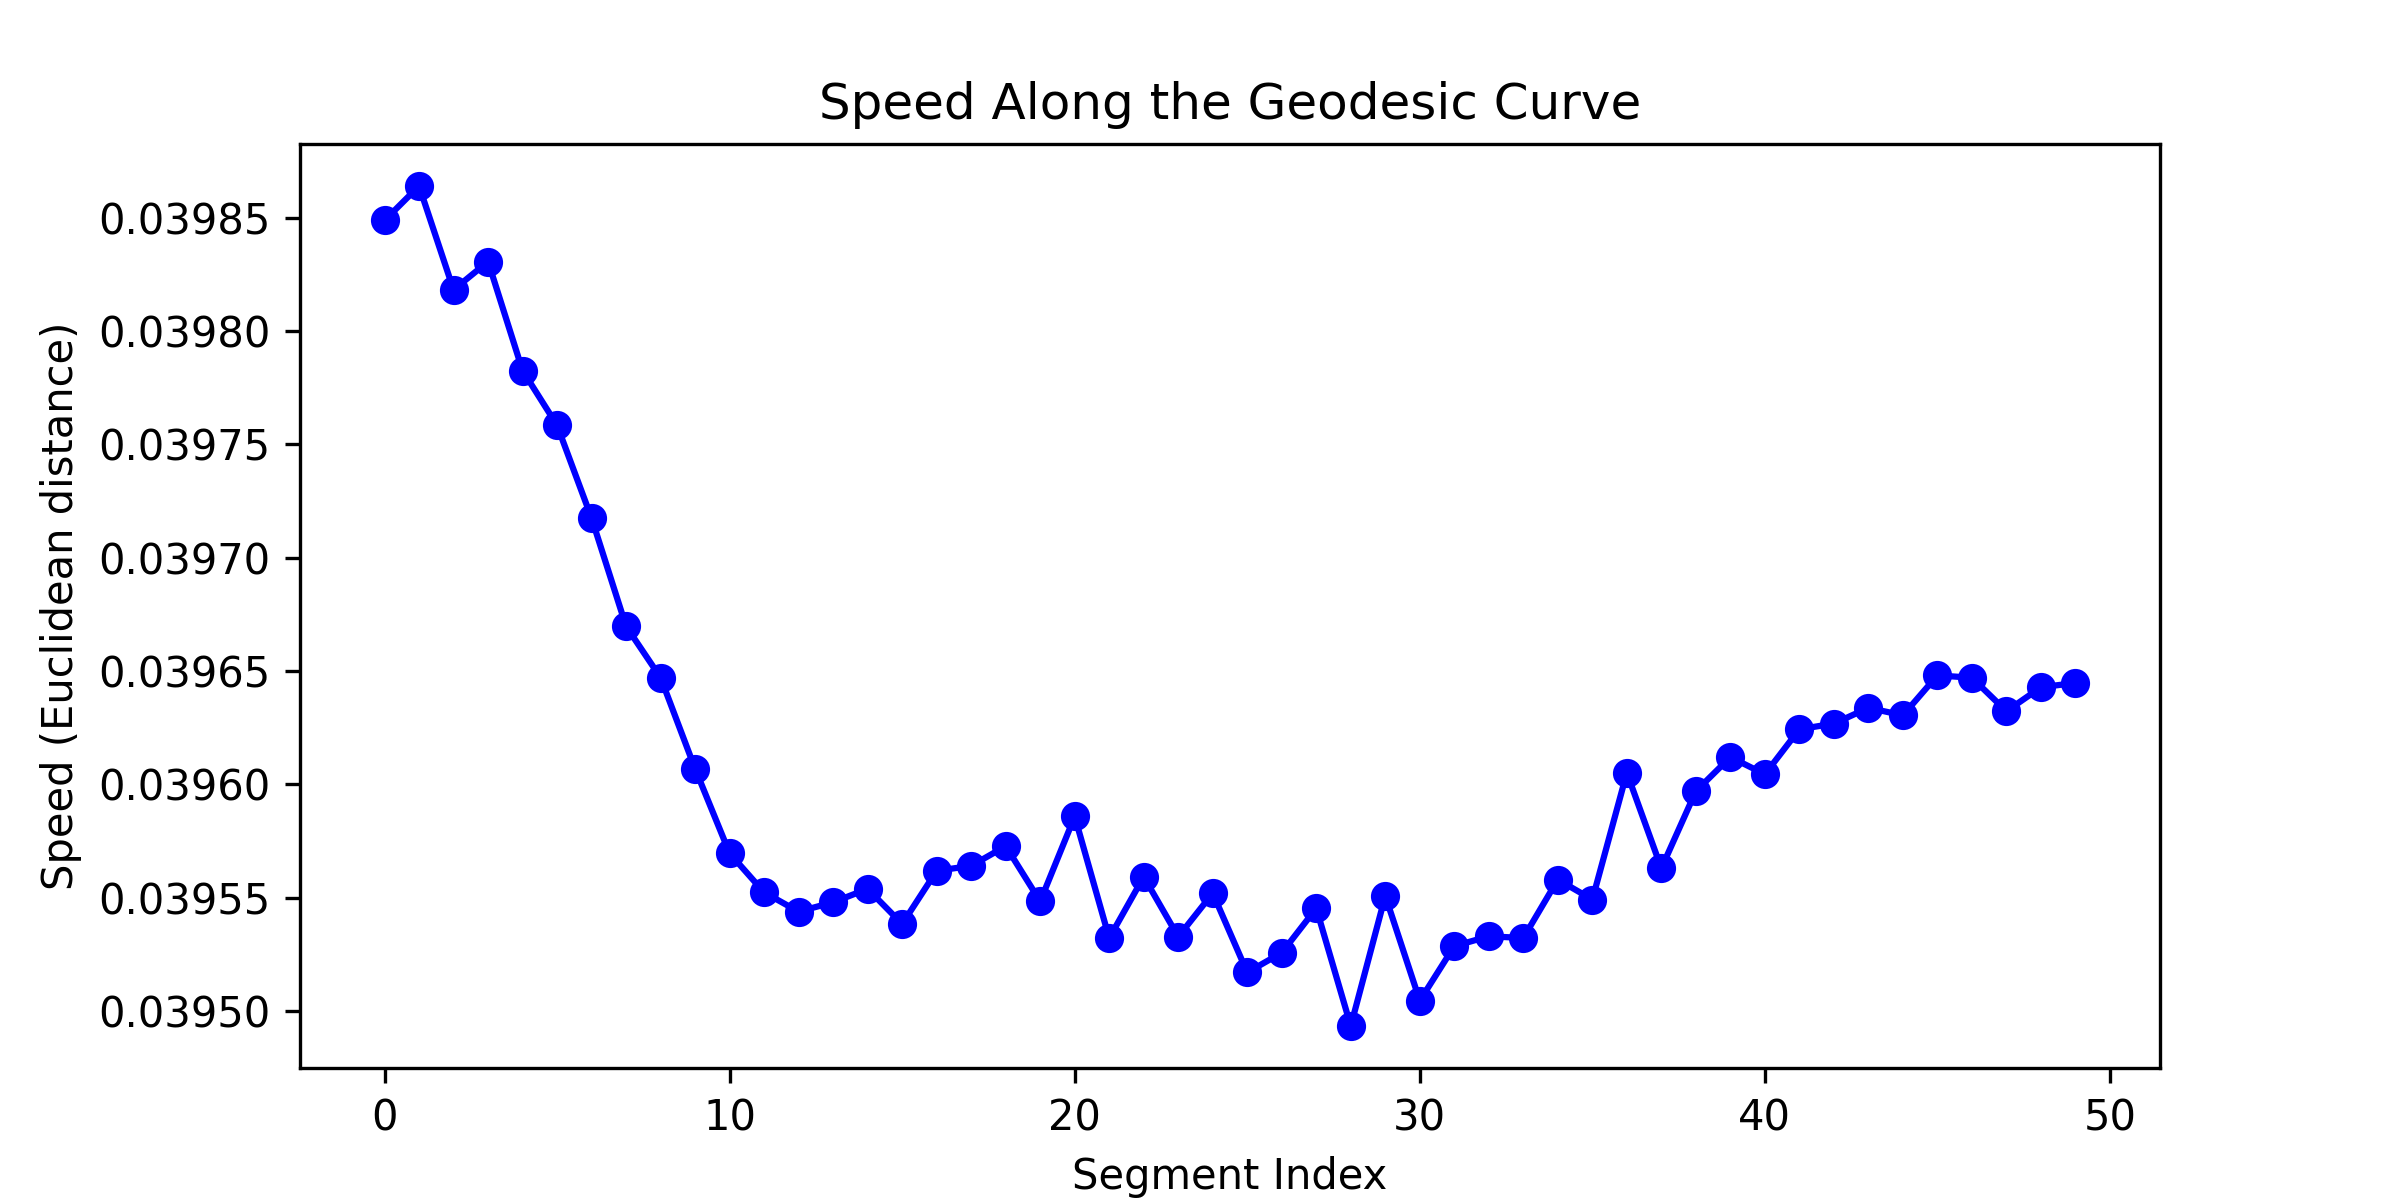 Speed Along the Geodesic Curve
Speed (Euclidean distance)
0.03985
0.03980
0.03975
0.03970
0.03965
0.03960
0.03955
0.03950
0 10 20 30 40 50
Segment Index